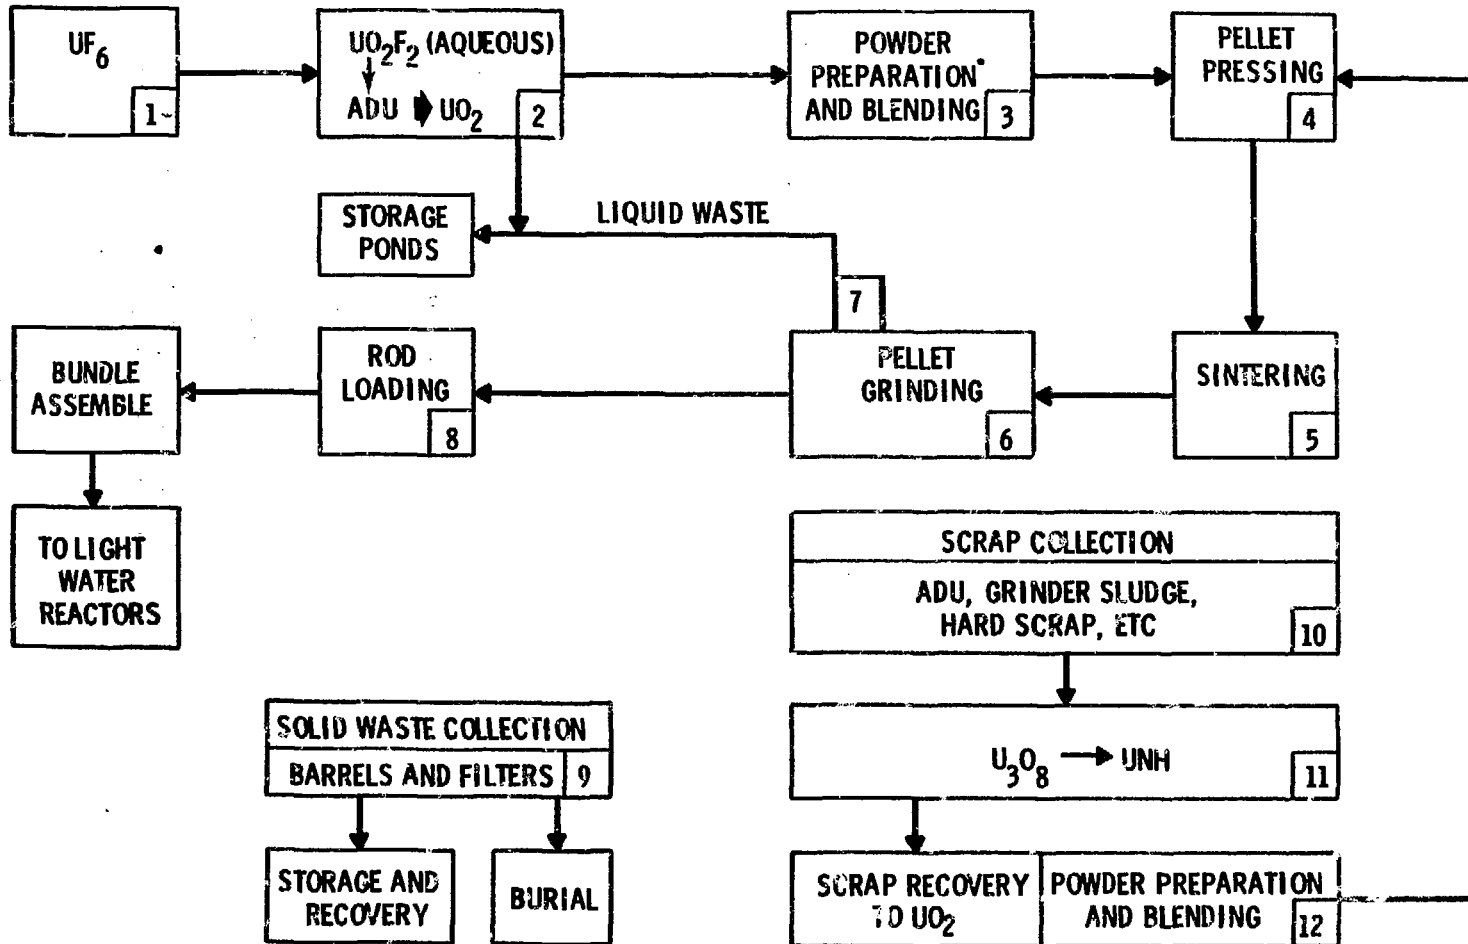 UF6
1
UO2F2 (AQUEOUS)
ADU UO2
2
POWDER
PREPARATION
AND BLENDING
3
PELLET
PRESSING
4
STORAGE
PONDS
LIQUID WASTE
7
BUNDLE
ASSEMBLE
ROD
LOADING
8
PELLET
GRINDING
6
SINTERING
5
TO LIGHT
WATER
REACTORS
SCRAP COLLECTION
ADU, GRINDER SLUDGE,
HARD SCRAP, ETC
10
SOLID WASTE COLLECTION
BARRELS AND FILTERS
9
U3O8 → UNH
11
STORAGE AND
RECOVERY
BURIAL
SCRAP RECOVERY
TO UO2
POWDER PREPARATION
AND BLENDING
12